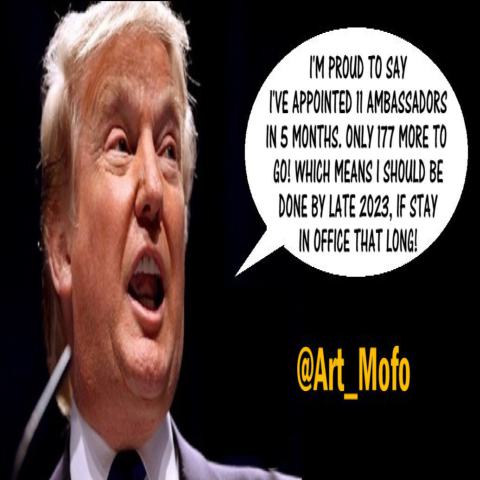 I'M PROUD TO SAY
I'VE APPOINTED 11 AMBASSADORS
IN 5 MONTHS. ONLY 177 MORE TO
GO! WHICH MEANS I SHOULD BE
DONE BY LATE 2023, IF STAY
IN OFFICE THAT LONG!
@Art_Mofo